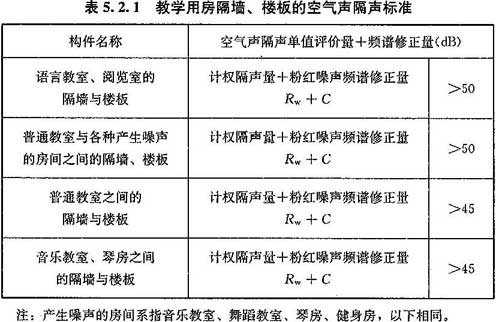 表 5.2.1 教学用房隔墙、楼板的空气声隔声标准
构件名称 空气声隔声单值评价量＋频谱修正量(dB)
语言教室、阅览室的
隔墙与楼板
计权隔声量＋粉红噪声频谱修正量
Rw＋C
＞50
普通教室与各种产生噪声
的房间之间的隔墙、楼板
计权隔声量＋粉红噪声频谱修正量
Rw＋C
＞50
普通教室之间的
隔墙与楼板
计权隔声量＋粉红噪声频谱修正量
Rw＋C
＞45
音乐教室、琴房之间
的隔墙与楼板
计权隔声量＋粉红噪声频谱修正量
Rw＋C
＞45
注：产生噪声的房间系指音乐教室、舞蹈教室、琴房、健身房，以下相同。